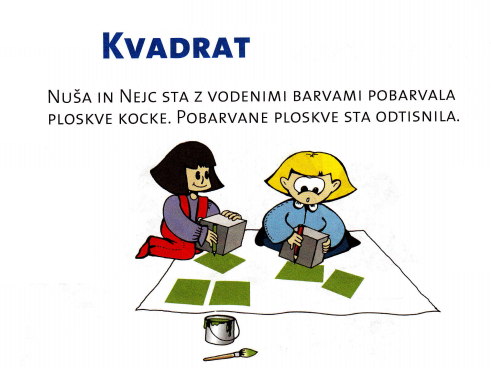 KVADRAT
NUŠA IN NEJC STA Z VODENIMI BARVAMI POBARVALA
PLOSKVE KOCKE. POBARVANE PLOSKVE STA ODTISNILA.